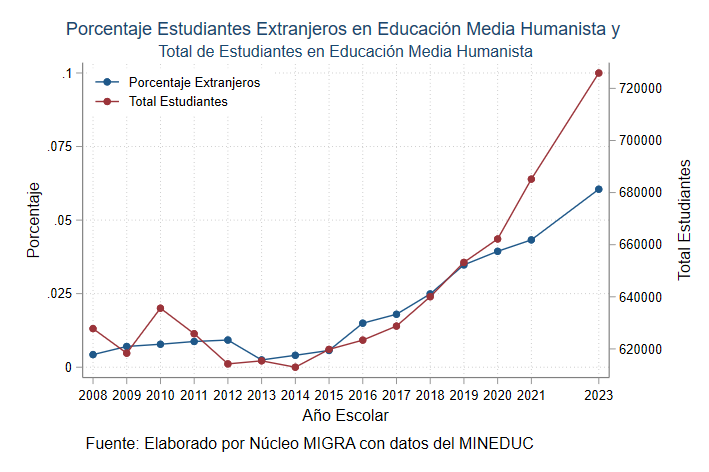 Porcentaje Estudiantes Extranjeros en Educación Media Humanista y
Total de Estudiantes en Educación Media Humanista
Porcentaje Extranjeros
Total Estudiantes
.1
.075
.05
.025
0
Porcentaje
720000
700000
680000
660000
640000
620000
Total Estudiantes
2008 2009 2010 2011 2012 2013 2014 2015 2016 2017 2018 2019 2020 2021 2023
Año Escolar
Fuente: Elaborado por Núcleo MIGRA con datos del MINEDUC